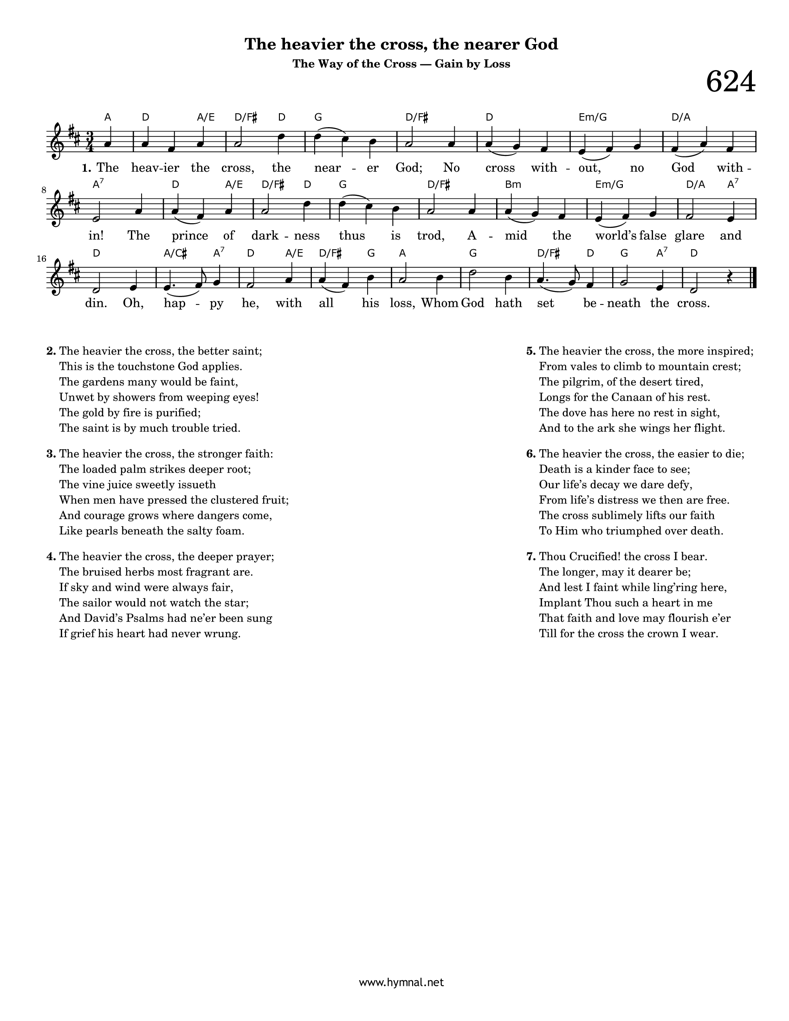 The heavier the cross, the nearer God
The Way of the Cross — Gain by Loss
624
A D A/E D/F♯ D G D/F♯ D Em/G D/A
3/4
1. The heav-ier the cross, the near - er God; No cross with - out, no God with -
8 A7 D A/E D/F♯ D G D/F♯ Bm Em/G D/A A7
in! The prince of dark - ness thus is trod, A - mid the world's false glare and
16 D A/C♯ A7 D A/E D/F♯ G A G D/F♯ D G A7 D
din. Oh, hap - py he, with all his loss, Whom God hath set be - neath the cross.
2. The heavier the cross, the better saint;
This is the touchstone God applies.
The gardens many would be faint,
Unwet by showers from weeping eyes!
The gold by fire is purified;
The saint is by much trouble tried.
3. The heavier the cross, the stronger faith:
The loaded palm strikes deeper root;
The vine juice sweetly issueth
When men have pressed the clustered fruit;
And courage grows where dangers come,
Like pearls beneath the salty foam.
4. The heavier the cross, the deeper prayer;
The bruised herbs most fragrant are.
If sky and wind were always fair,
The sailor would not watch the star;
And David's Psalms had ne'er been sung
If grief his heart had never wrung.
5. The heavier the cross, the more inspired;
From vales to climb to mountain crest;
The pilgrim, of the desert tired,
Longs for the Canaan of his rest.
The dove has here no rest in sight,
And to the ark she wings her flight.
6. The heavier the cross, the easier to die;
Death is a kinder face to see;
Our life's decay we dare defy,
From life's distress we then are free.
The cross sublimely lifts our faith
To Him who triumphed over death.
7. Thou Crucified! the cross I bear.
The longer, may it dearer be;
And lest I faint while ling'ring here,
Implant Thou such a heart in me
That faith and love may flourish e'er
Till for the cross the crown I wear.
www.hymnal.net